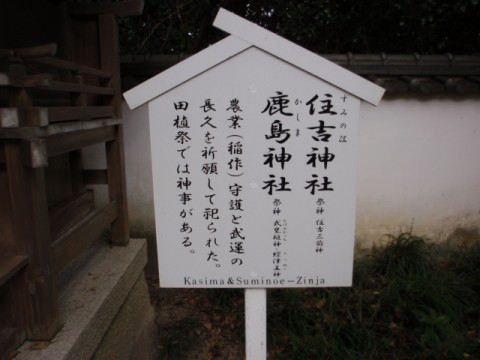 すみの江
住吉神社 祭神 住吉三前神
かしま
鹿島神社 祭神 武甕槌神 経津主神
農業(稲作)守護と武運の
長久を祈願して祀られた。
田植祭では神事がある。
Kasima&Suminoe-Zinja